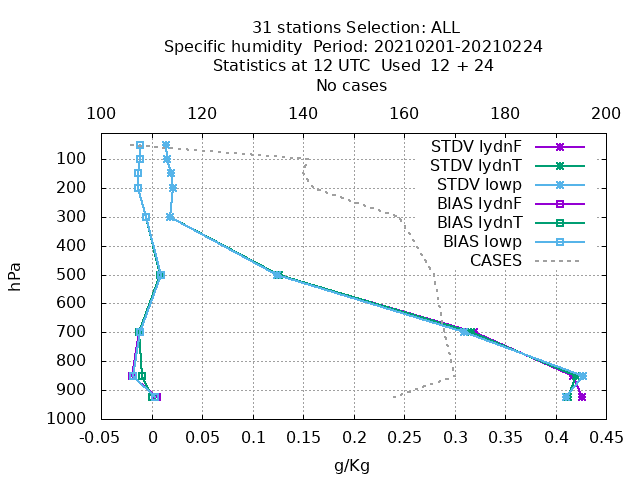 31 stations Selection: ALL
Specific humidity  Period: 20210201-20210224
Statistics at 12 UTC  Used  12 + 24
No cases
100 120 140 160 180 200
STDV lydnF
STDV lydnT
STDV lowp
BIAS lydnF
BIAS lydnT
BIAS lowp
CASES
100
200
300
400
500
600
700
800
900
1000
hPa
-0.05 0 0.05 0.1 0.15 0.2 0.25 0.3 0.35 0.4 0.45
g/Kg